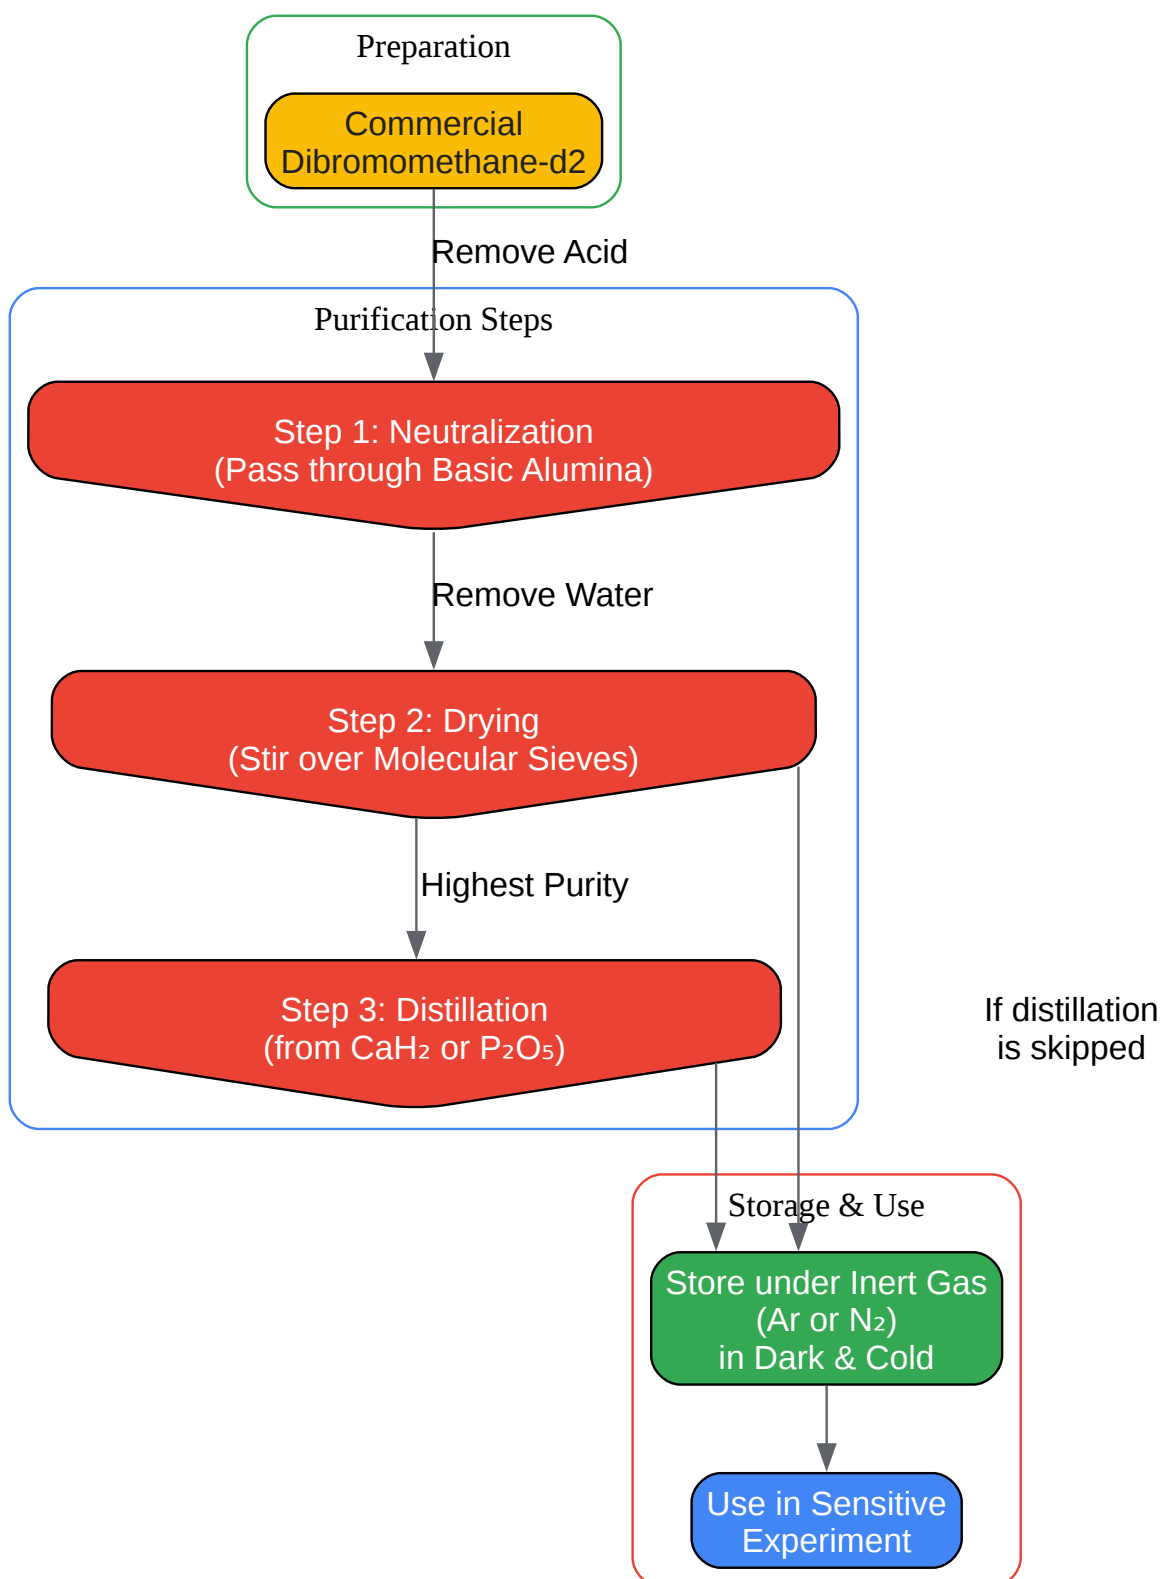 Preparation
Commercial
Dibromomethane-d2
Remove Acid
Purification Steps
Step 1: Neutralization
(Pass through Basic Alumina)
Remove Water
Step 2: Drying
(Stir over Molecular Sieves)
Highest Purity
Step 3: Distillation
(from CaH₂ or P₂O₅)
If distillation
is skipped
Storage & Use
Store under Inert Gas
(Ar or N₂)
in Dark & Cold
Use in Sensitive
Experiment